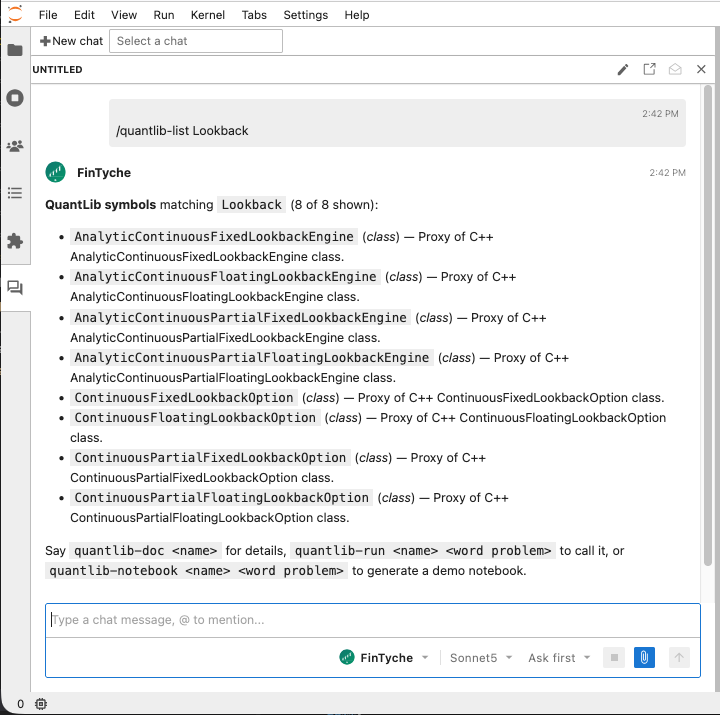 File Edit View Run Kernel Tabs Settings Help
+New chat Select a chat
UNTITLED
2:42 PM
/quantlib-list Lookback
FinTyche 2:42 PM
QuantLib symbols matching Lookback (8 of 8 shown):
• AnalyticContinuousFixedLookbackEngine (class) — Proxy of C++
AnalyticContinuousFixedLookbackEngine class.
• AnalyticContinuousFloatingLookbackEngine (class) — Proxy of C++
AnalyticContinuousFloatingLookbackEngine class.
• AnalyticContinuousPartialFixedLookbackEngine (class) — Proxy of C++
AnalyticContinuousPartialFixedLookbackEngine class.
• AnalyticContinuousPartialFloatingLookbackEngine (class) — Proxy of C++
AnalyticContinuousPartialFloatingLookbackEngine class.
• ContinuousFixedLookbackOption (class) — Proxy of C++ ContinuousFixedLookbackOption class.
• ContinuousFloatingLookbackOption (class) — Proxy of C++ ContinuousFloatingLookbackOption
class.
• ContinuousPartialFixedLookbackOption (class) — Proxy of C++
ContinuousPartialFixedLookbackOption class.
• ContinuousPartialFloatingLookbackOption (class) — Proxy of C++
ContinuousPartialFloatingLookbackOption class.
Say quantlib-doc <name> for details, quantlib-run <name> <word problem> to call it, or
quantlib-notebook <name> <word problem> to generate a demo notebook.
Type a chat message, @ to mention...
FinTyche Sonnet5 Ask first
0